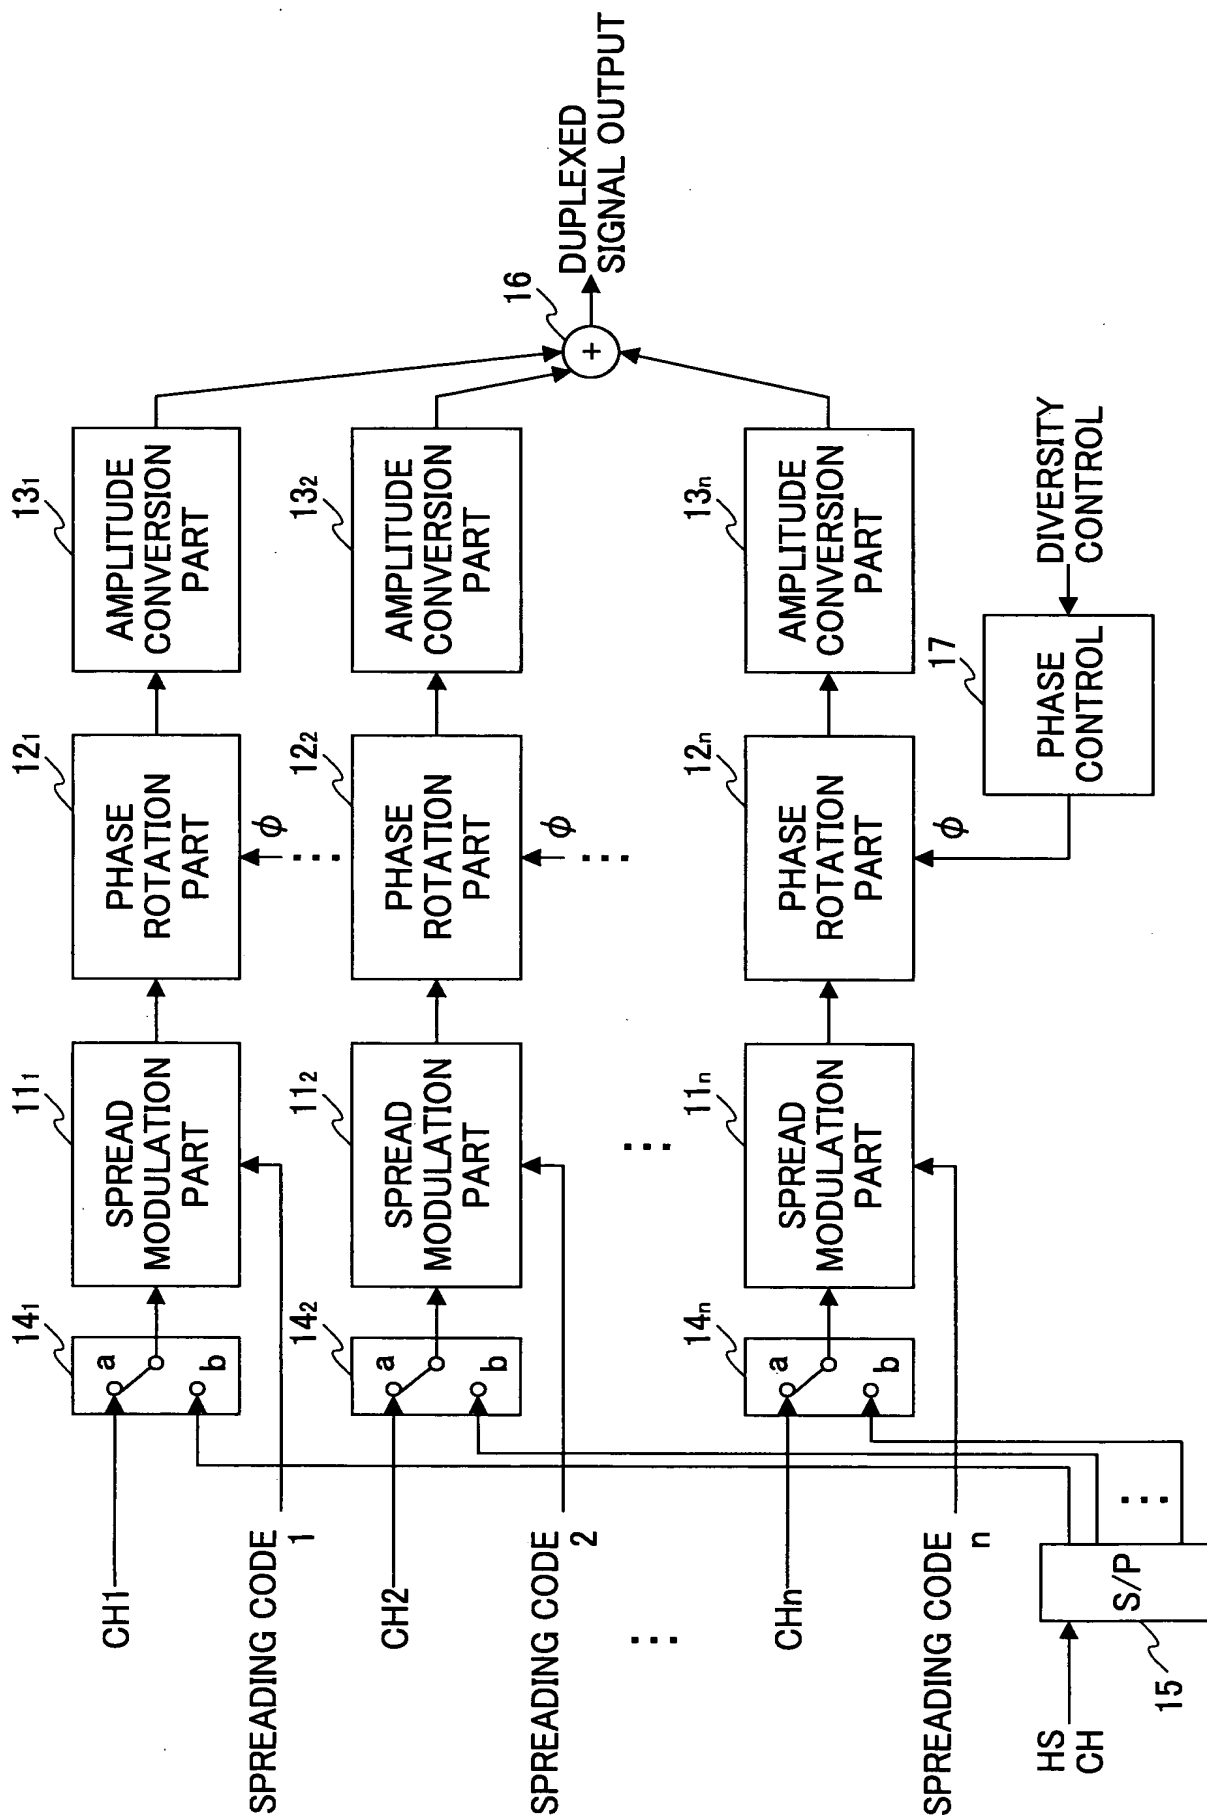 CH1
14₁
a
b
SPREADING CODE
1
11₁
SPREAD
MODULATION
PART
12₁
PHASE
ROTATION
PART
ϕ
...
13₁
AMPLITUDE
CONVERSION
PART
CH2
14₂
a
b
SPREADING CODE
2
11₂
SPREAD
MODULATION
PART
12₂
PHASE
ROTATION
PART
ϕ
...
13₂
AMPLITUDE
CONVERSION
PART
16
+
DUPLEXED
SIGNAL OUTPUT
...
...
CHn
14n
a
b
SPREADING CODE
n
11n
SPREAD
MODULATION
PART
12n
PHASE
ROTATION
PART
ϕ
13n
AMPLITUDE
CONVERSION
PART
HS
CH
15
S/P
...
17
PHASE
CONTROL
DIVERSITY
CONTROL